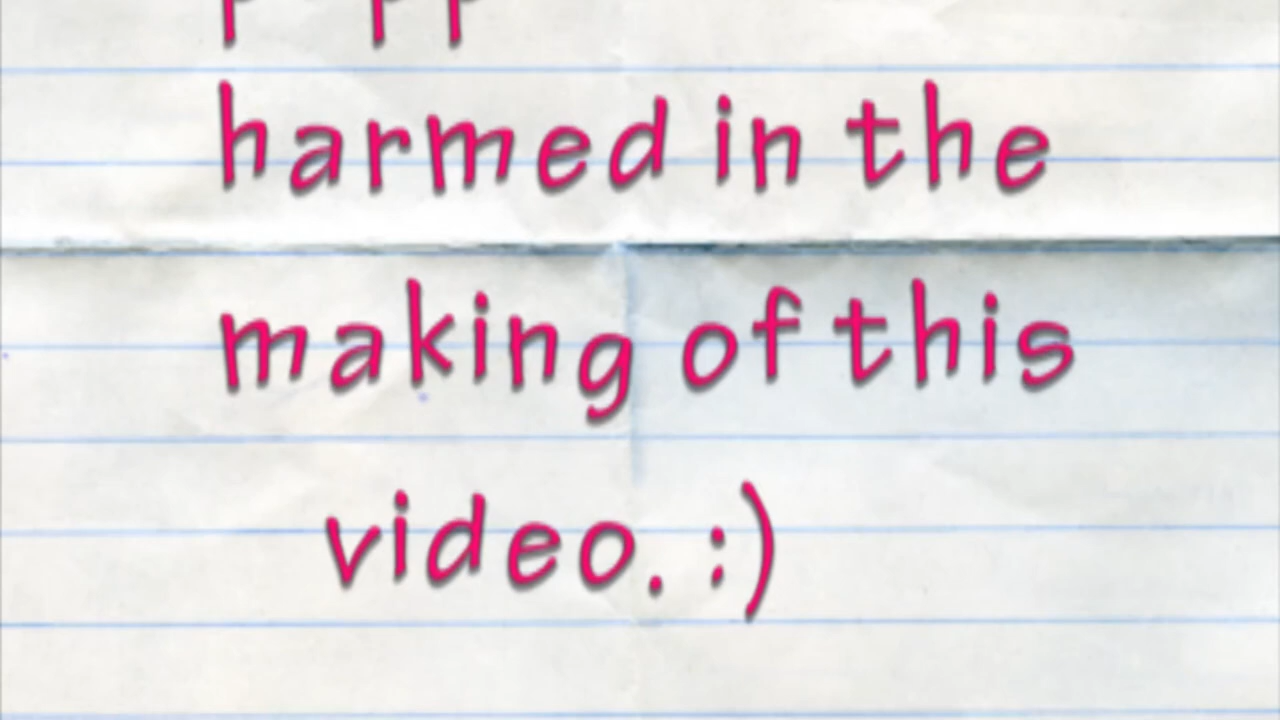 harmed in the
making of this
video. :)